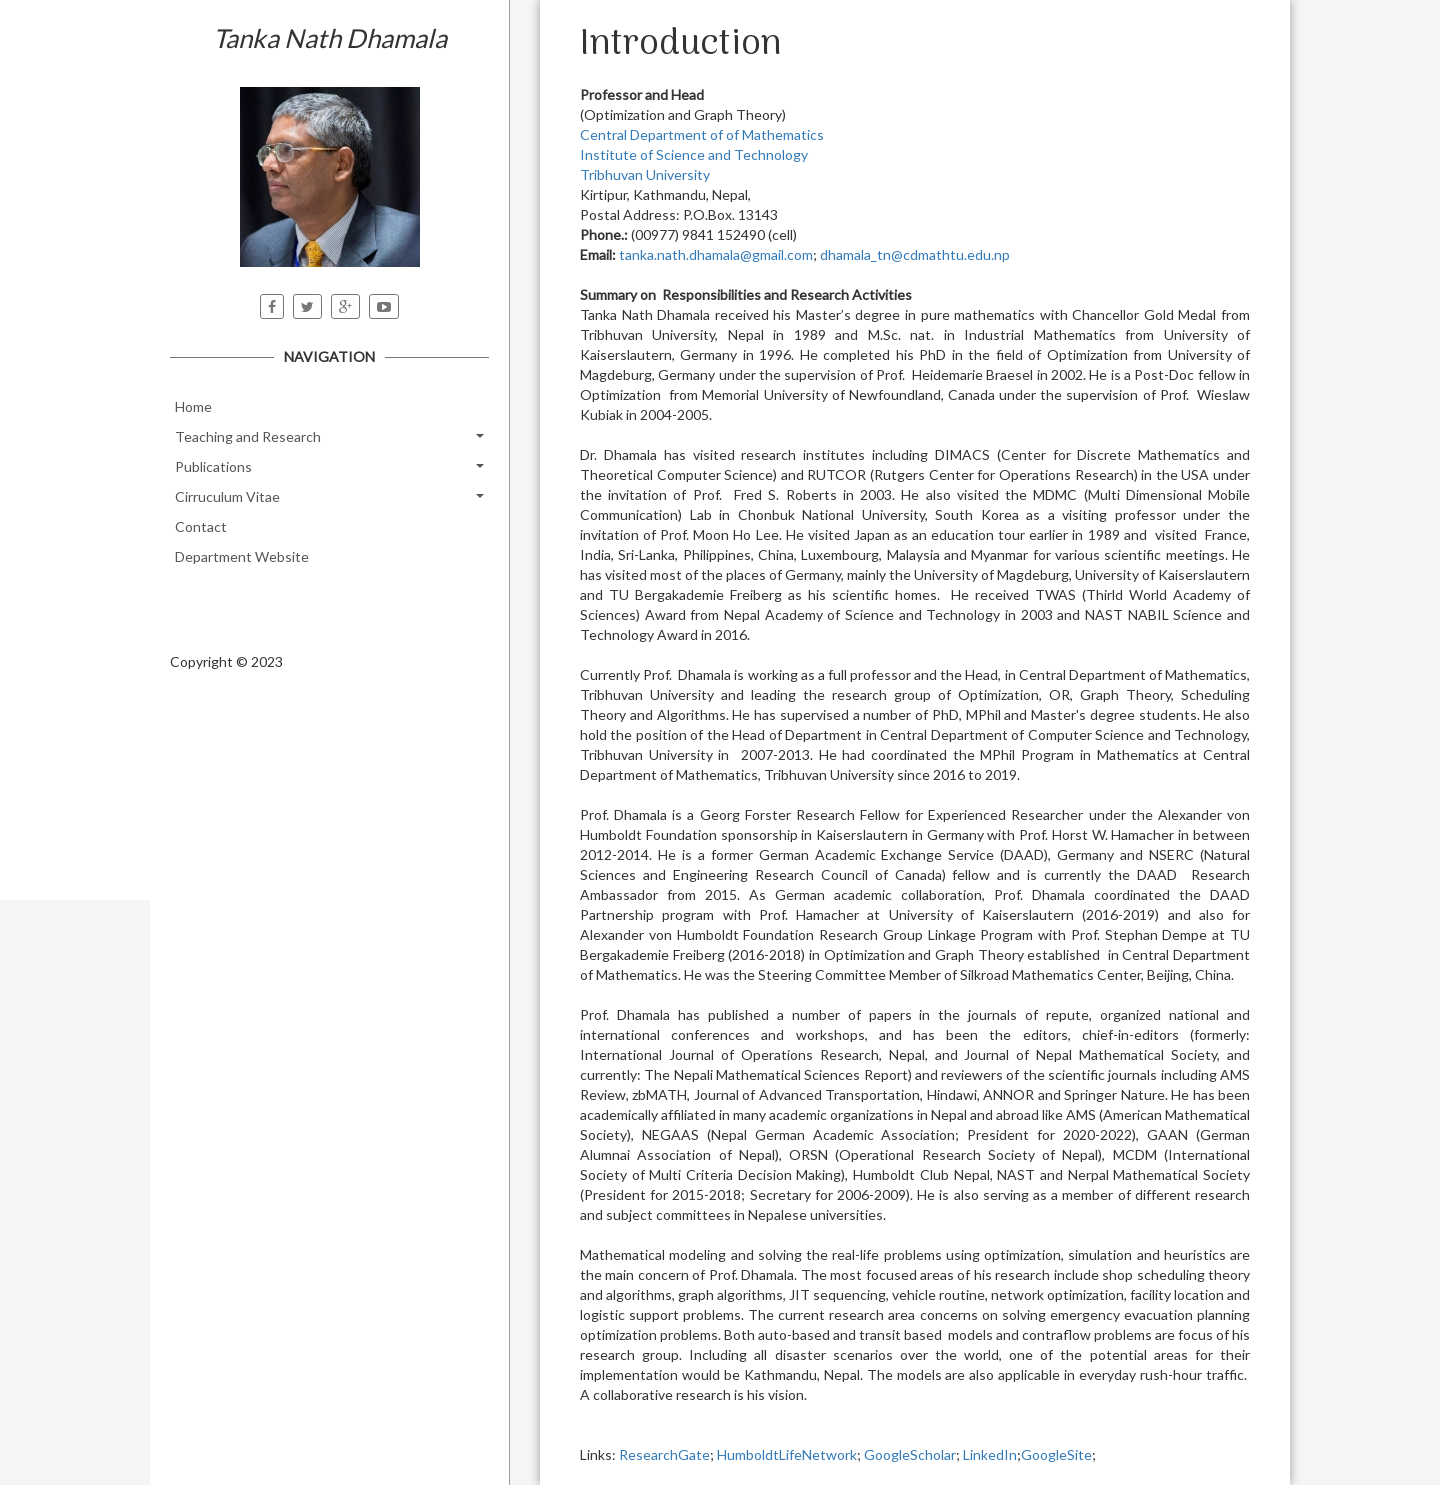 Tanka Nath Dhamala
NAVIGATION
Home
Teaching and Research
Publications
Cirruculum Vitae
Contact
Department Website
Copyright © 2023
Introduction
Professor and Head
(Optimization and Graph Theory)
Central Department of of Mathematics
Institute of Science and Technology
Tribhuvan University
Kirtipur, Kathmandu, Nepal,
Postal Address: P.O.Box. 13143
Phone.: (00977) 9841 152490 (cell)
Email: tanka.nath.dhamala@gmail.com; dhamala_tn@cdmathtu.edu.np
Summary on Responsibilities and Research Activities
Tanka Nath Dhamala received his Master’s degree in pure mathematics with Chancellor Gold Medal from
Tribhuvan University, Nepal in 1989 and M.Sc. nat. in Industrial Mathematics from University of
Kaiserslautern, Germany in 1996. He completed his PhD in the field of Optimization from University of
Magdeburg, Germany under the supervision of Prof. Heidemarie Braesel in 2002. He is a Post-Doc fellow in
Optimization from Memorial University of Newfoundland, Canada under the supervision of Prof. Wieslaw
Kubiak in 2004-2005.
Dr. Dhamala has visited research institutes including DIMACS (Center for Discrete Mathematics and
Theoretical Computer Science) and RUTCOR (Rutgers Center for Operations Research) in the USA under
the invitation of Prof. Fred S. Roberts in 2003. He also visited the MDMC (Multi Dimensional Mobile
Communication) Lab in Chonbuk National University, South Korea as a visiting professor under the
invitation of Prof. Moon Ho Lee. He visited Japan as an education tour earlier in 1989 and visited France,
India, Sri-Lanka, Philippines, China, Luxembourg, Malaysia and Myanmar for various scientific meetings. He
has visited most of the places of Germany, mainly the University of Magdeburg, University of Kaiserslautern
and TU Bergakademie Freiberg as his scientific homes. He received TWAS (Thirld World Academy of
Sciences) Award from Nepal Academy of Science and Technology in 2003 and NAST NABIL Science and
Technology Award in 2016.
Currently Prof. Dhamala is working as a full professor and the Head, in Central Department of Mathematics,
Tribhuvan University and leading the research group of Optimization, OR, Graph Theory, Scheduling
Theory and Algorithms. He has supervised a number of PhD, MPhil and Master's degree students. He also
hold the position of the Head of Department in Central Department of Computer Science and Technology,
Tribhuvan University in 2007-2013. He had coordinated the MPhil Program in Mathematics at Central
Department of Mathematics, Tribhuvan University since 2016 to 2019.
Prof. Dhamala is a Georg Forster Research Fellow for Experienced Researcher under the Alexander von
Humboldt Foundation sponsorship in Kaiserslautern in Germany with Prof. Horst W. Hamacher in between
2012-2014. He is a former German Academic Exchange Service (DAAD), Germany and NSERC (Natural
Sciences and Engineering Research Council of Canada) fellow and is currently the DAAD Research
Ambassador from 2015. As German academic collaboration, Prof. Dhamala coordinated the DAAD
Partnership program with Prof. Hamacher at University of Kaiserslautern (2016-2019) and also for
Alexander von Humboldt Foundation Research Group Linkage Program with Prof. Stephan Dempe at TU
Bergakademie Freiberg (2016-2018) in Optimization and Graph Theory established in Central Department
of Mathematics. He was the Steering Committee Member of Silkroad Mathematics Center, Beijing, China.
Prof. Dhamala has published a number of papers in the journals of repute, organized national and
international conferences and workshops, and has been the editors, chief-in-editors (formerly:
International Journal of Operations Research, Nepal, and Journal of Nepal Mathematical Society, and
currently: The Nepali Mathematical Sciences Report) and reviewers of the scientific journals including AMS
Review, zbMATH, Journal of Advanced Transportation, Hindawi, ANNOR and Springer Nature. He has been
academically affiliated in many academic organizations in Nepal and abroad like AMS (American Mathematical
Society), NEGAAS (Nepal German Academic Association; President for 2020-2022), GAAN (German
Alumnai Association of Nepal), ORSN (Operational Research Society of Nepal), MCDM (International
Society of Multi Criteria Decision Making), Humboldt Club Nepal, NAST and Nerpal Mathematical Society
(President for 2015-2018; Secretary for 2006-2009). He is also serving as a member of different research
and subject committees in Nepalese universities.
Mathematical modeling and solving the real-life problems using optimization, simulation and heuristics are
the main concern of Prof. Dhamala. The most focused areas of his research include shop scheduling theory
and algorithms, graph algorithms, JIT sequencing, vehicle routine, network optimization, facility location and
logistic support problems. The current research area concerns on solving emergency evacuation planning
optimization problems. Both auto-based and transit based models and contraflow problems are focus of his
research group. Including all disaster scenarios over the world, one of the potential areas for their
implementation would be Kathmandu, Nepal. The models are also applicable in everyday rush-hour traffic.
A collaborative research is his vision.
Links: ResearchGate; HumboldtLifeNetwork; GoogleScholar; LinkedIn;GoogleSite;